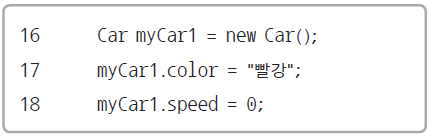 16 Car myCar1 = new Car();
17 myCar1.color = "빨강";
18 myCar1.speed = 0;